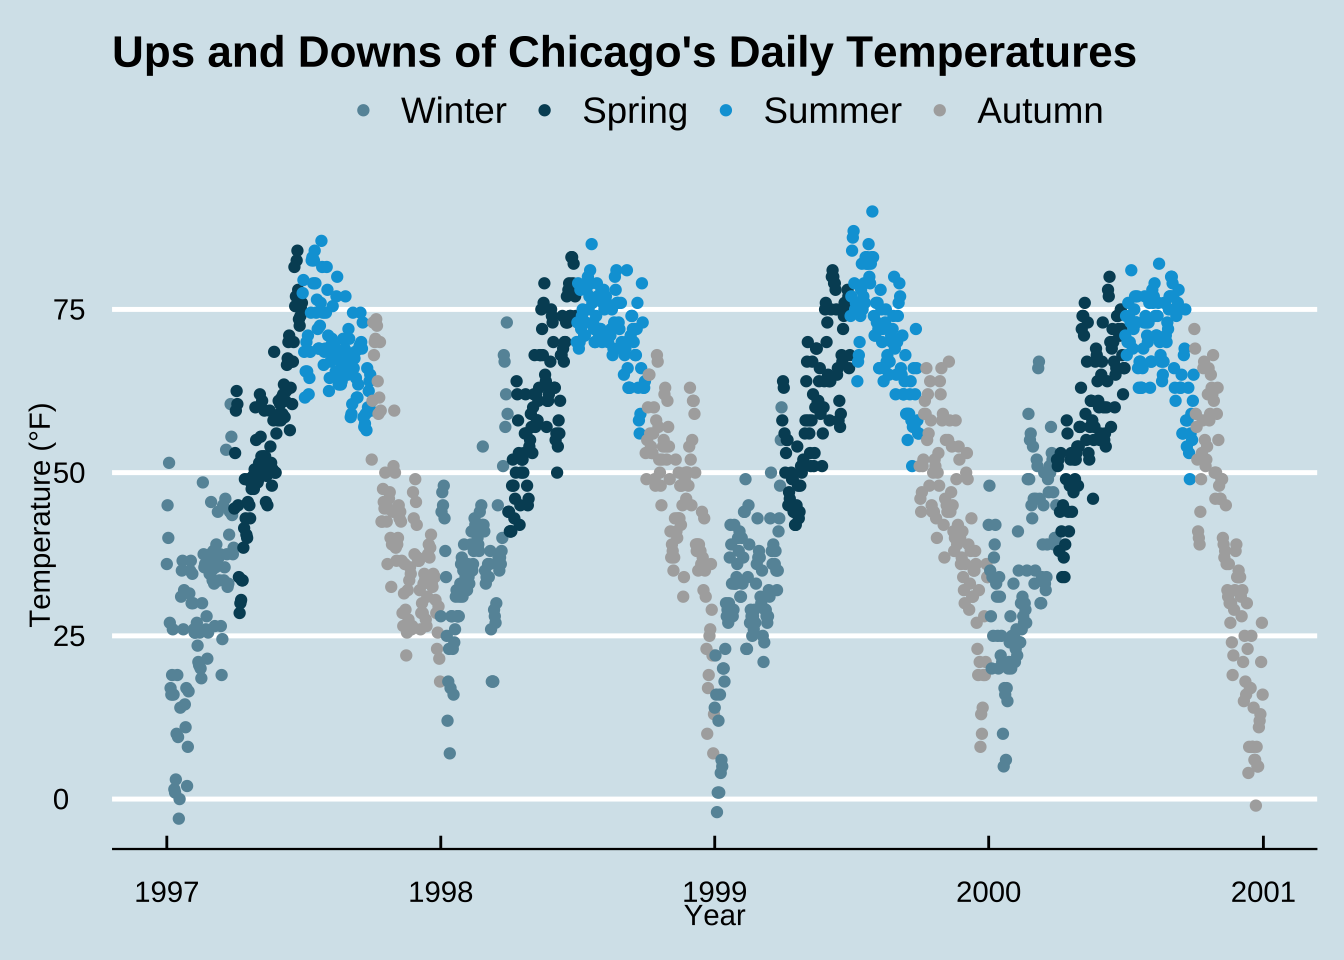 Ups and Downs of Chicago's Daily Temperatures
Winter Spring Summer Autumn
Temperature (°F)
75
50
25
0
1997 1998 1999 2000 2001
Year